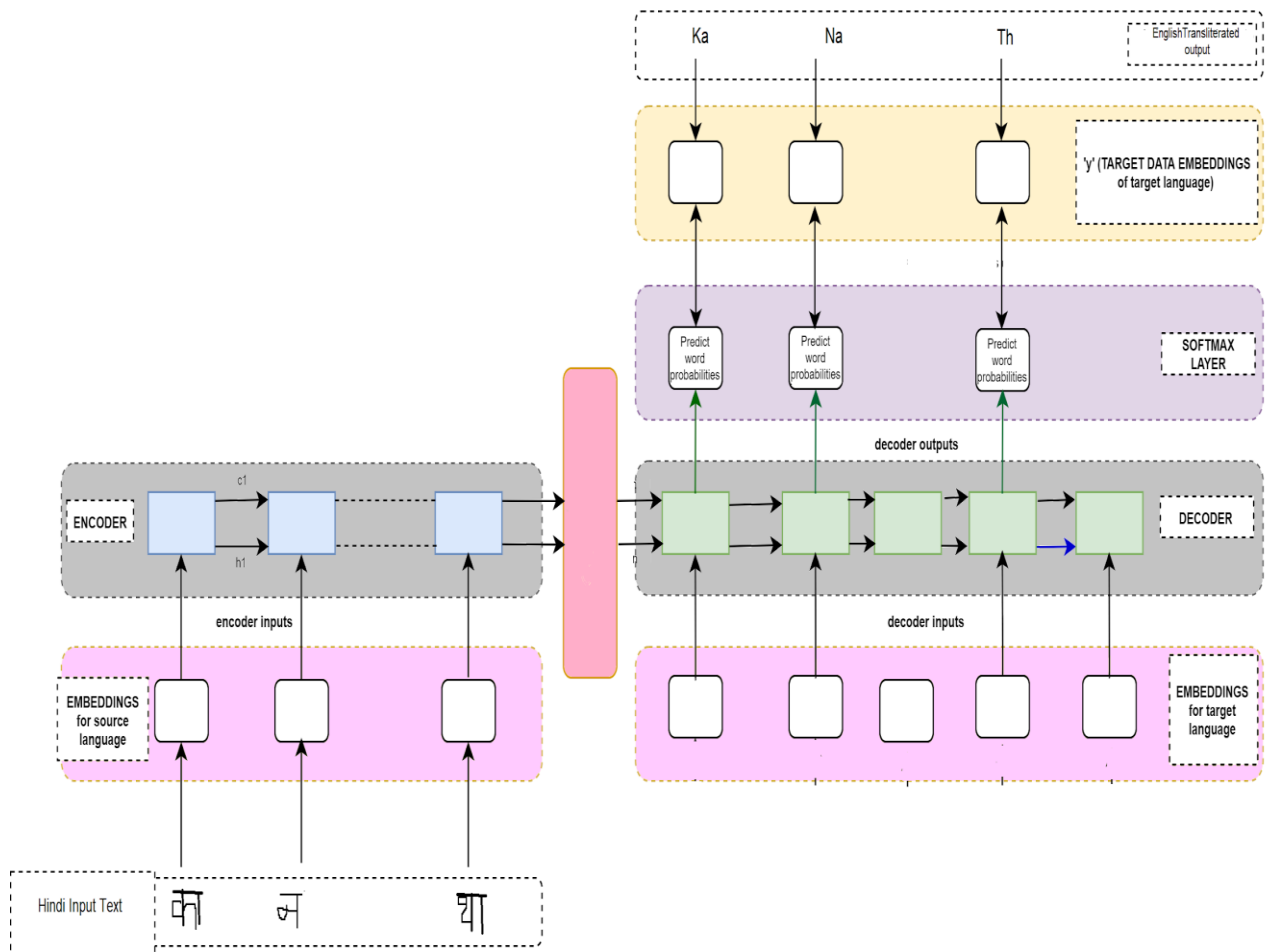 Ka Na Th
EnglishTransliterated
output
'y' (TARGET DATA EMBEDDINGS
of target language)
Predict
word
probabilities
Predict
word
probabilities
Predict
word
probabilities
SOFTMAX
LAYER
decoder outputs
c1
ENCODER
h1
DECODER
encoder inputs
decoder inputs
EMBEDDINGS
for source
language
EMBEDDINGS
for target
language
Hindi Input Text
क न था